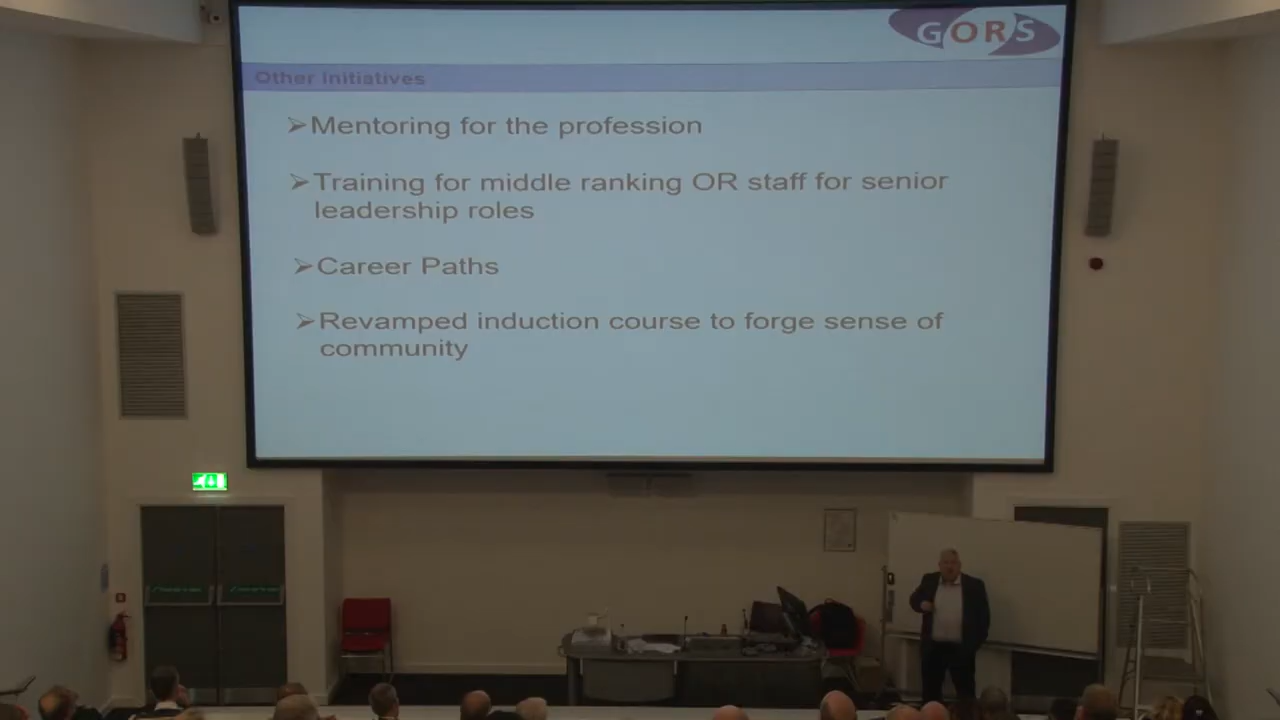 GORS
Other Initiatives
➢Mentoring for the profession
➢Training for middle ranking OR staff for senior
leadership roles
➢Career Paths
➢Revamped induction course to forge sense of
community